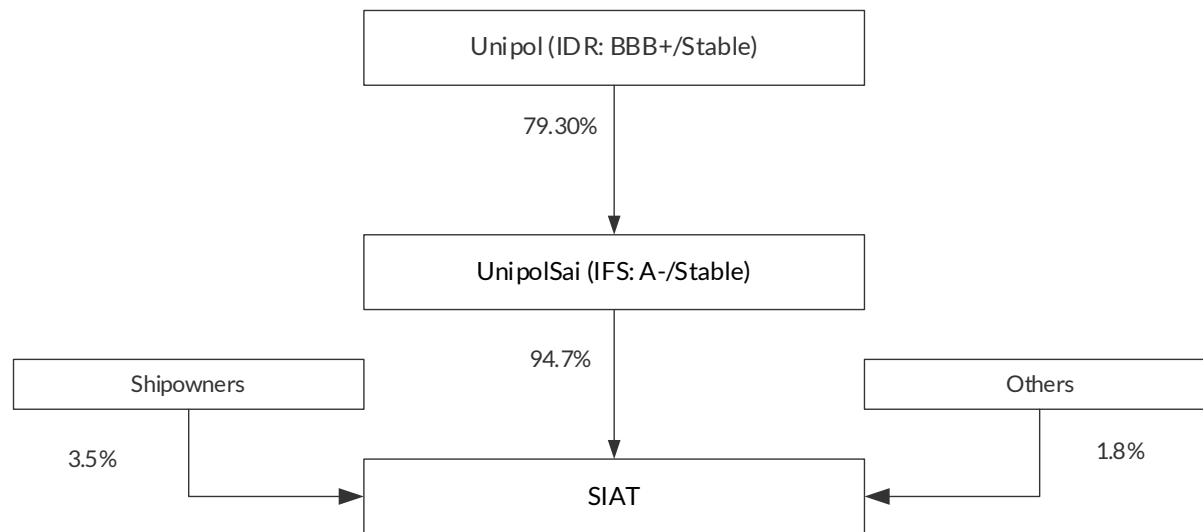 Unipol (IDR: BBB+/Stable)
79.30%
UnipolSai (IFS: A-/Stable)
94.7%
Shipowners
Others
3.5%
1.8%
SIAT